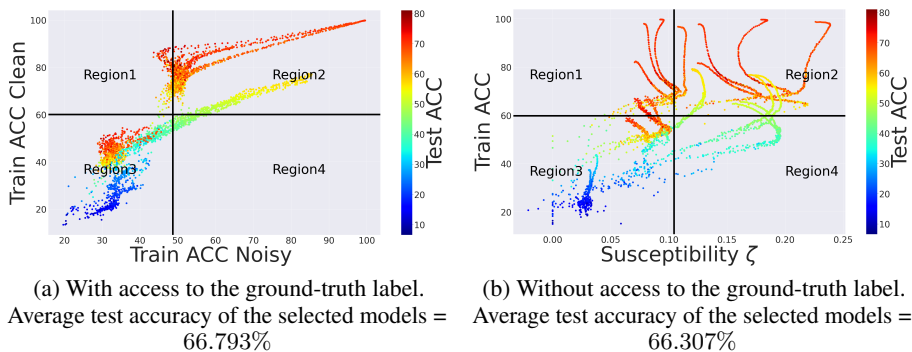 100
80
60
40
20
Train ACC Clean
Region1
Region2
Region3
Region4
20
40
60
80
100
Train ACC Noisy
80
70
60
50
40
30
20
10
Test ACC
100
80
60
40
20
Train ACC
Region1
Region2
Region3
Region4
0.00
0.05
0.10
0.15
0.20
0.25
Susceptibility ζ
80
70
60
50
40
30
20
10
Test ACC
(a) With access to the ground-truth label.
Average test accuracy of the selected models =
66.793%
(b) Without access to the ground-truth label.
Average test accuracy of the selected models =
66.307%